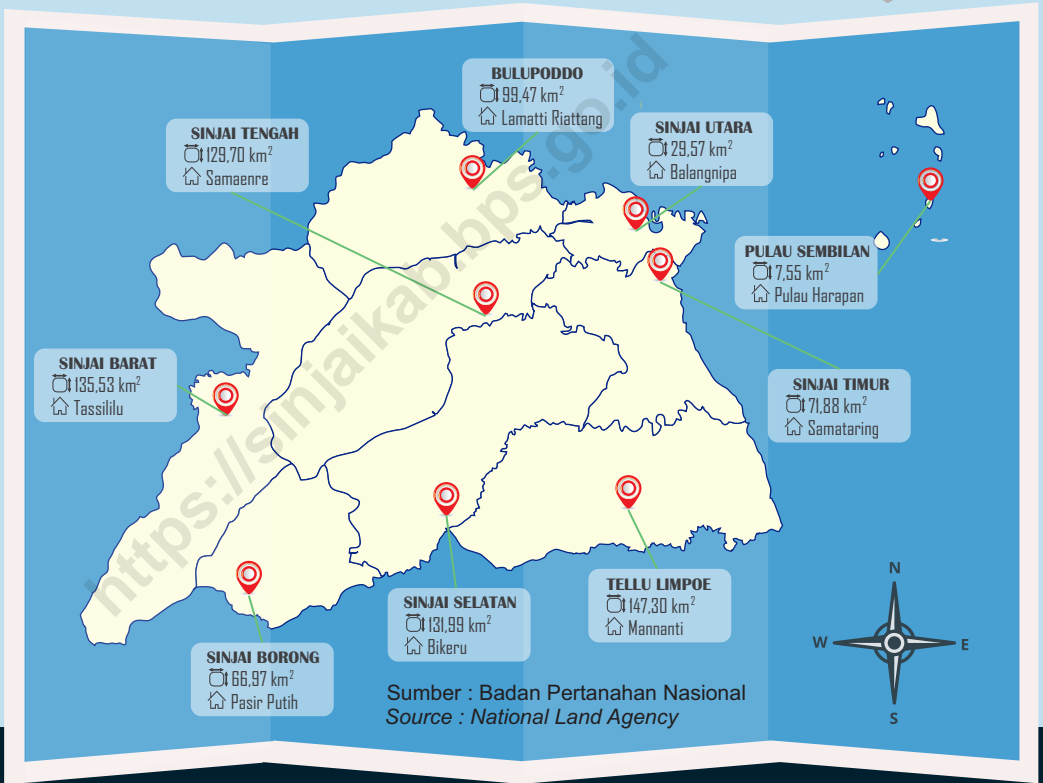 BULUPODDO
99,47 km²
Lamatti Riattang
SINJAI TENGAH
129,70 km²
Samaenre
SINJAI UTARA
29,57 km²
Balangnipa
PULAU SEMBILAN
7,55 km²
Pulau Harapan
SINJAI BARAT
135,53 km²
Tassililu
SINJAI TIMUR
71,88 km²
Samataring
TELLU LIMPOE
147,30 km²
Mannanti
SINJAI SELATAN
131,99 km²
Bikeru
SINJAI BORONG
66,97 km²
Pasir Putih
Sumber : Badan Pertanahan Nasional
Source : National Land Agency
N
W
E
S
https://sinjaikab.bps.go.id